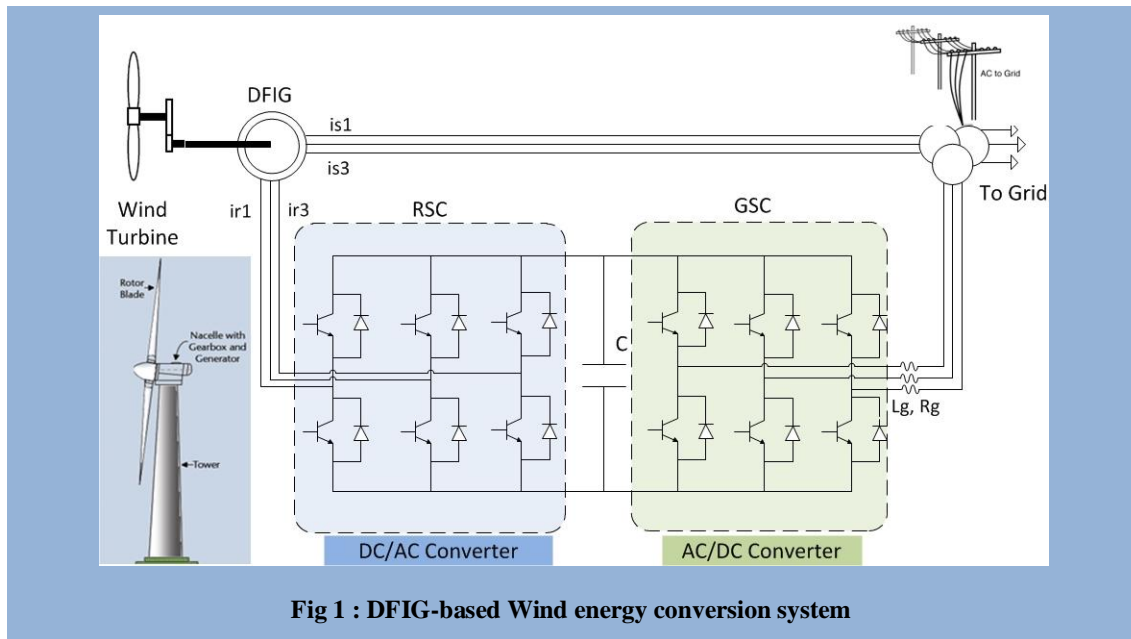 AC to Grid
DFIG
is1
is3
To Grid
ir1
ir3
RSC
GSC
Wind
Turbine
Rotor
Blade
Nacelle with
Gearbox and
Generator
Tower
C
Lg, Rg
DC/AC Converter
AC/DC Converter
Fig 1 : DFIG-based Wind energy conversion system